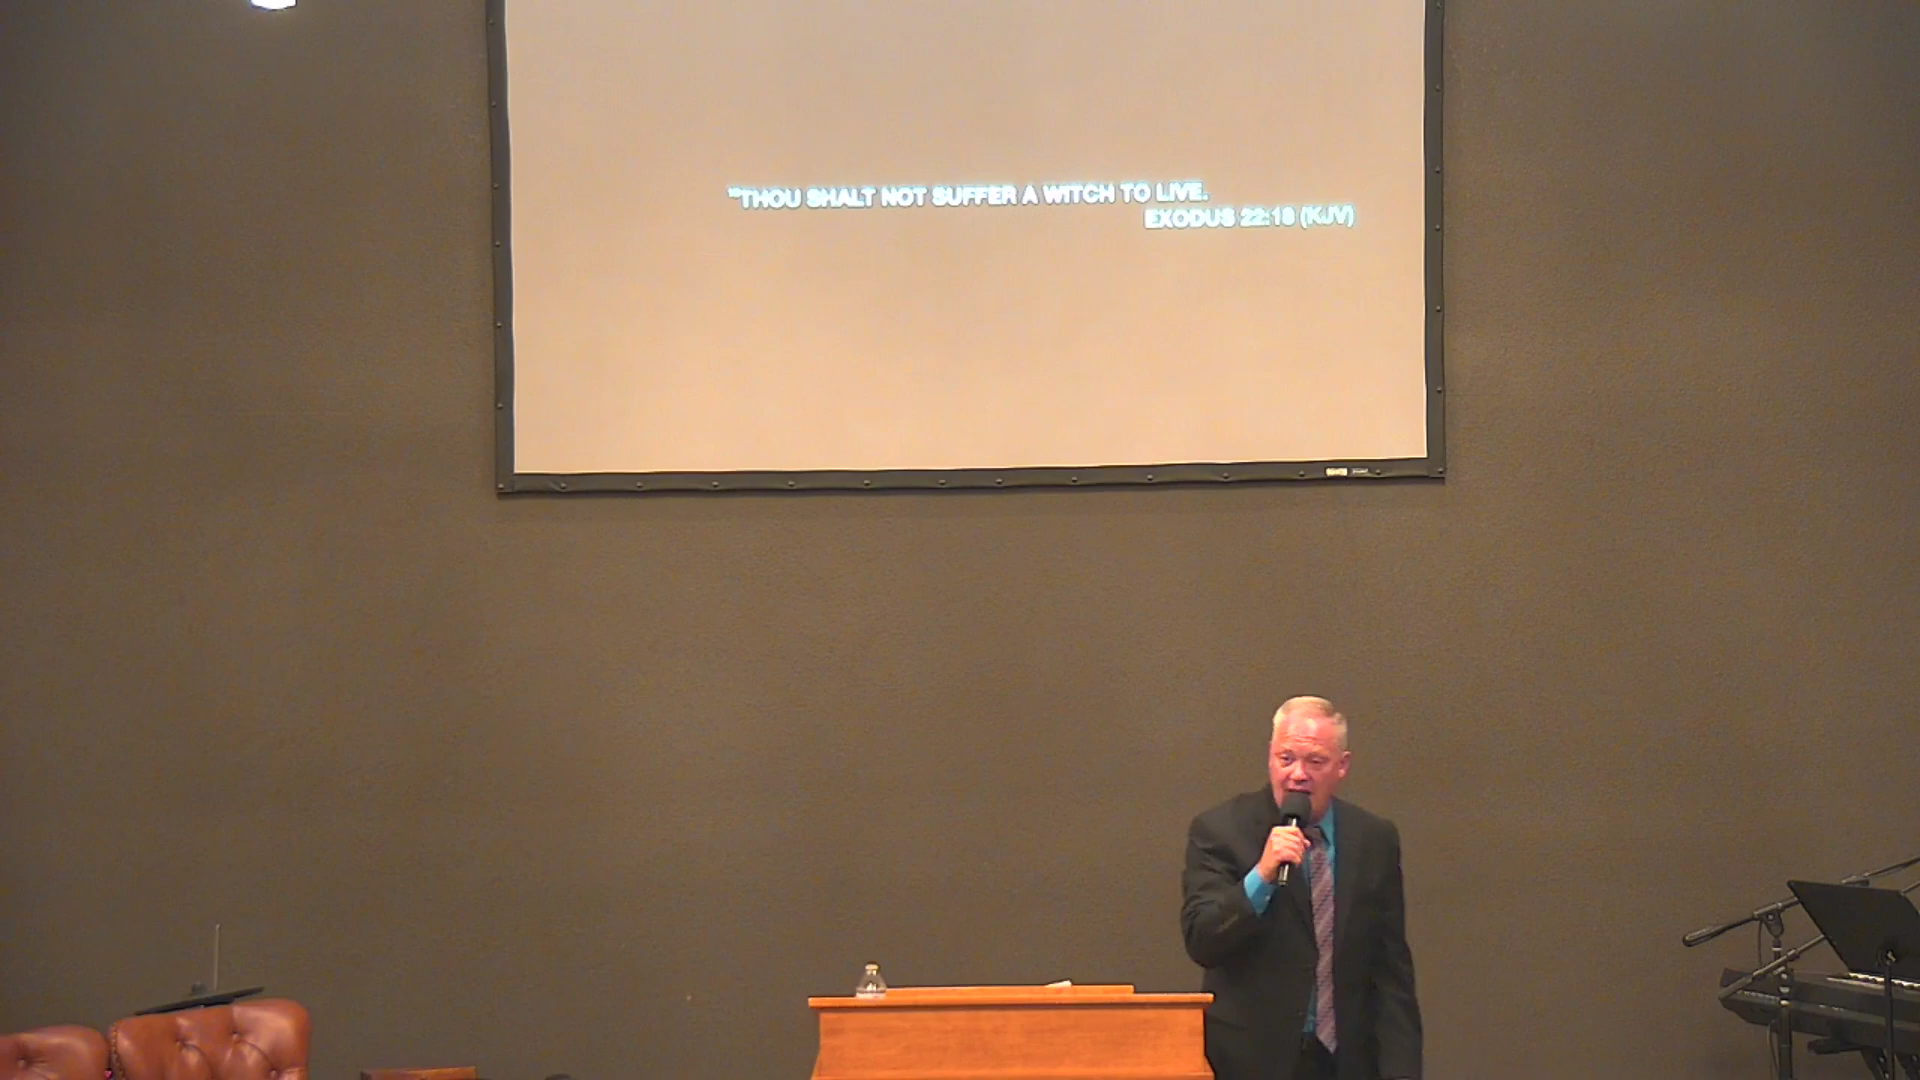 "THOU SHALT NOT SUFFER A WITCH TO LIVE.
EXODUS 22:18 (KJV)